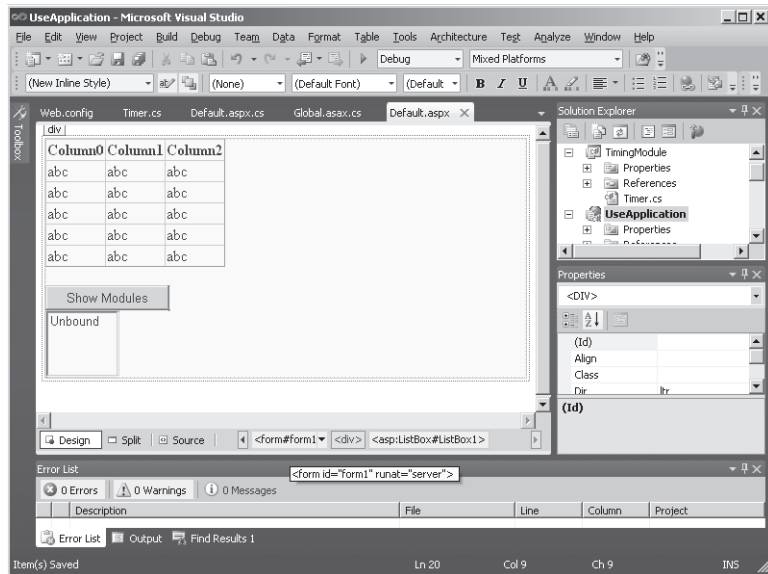 UseApplication - Microsoft Visual Studio
File Edit View Project Build Debug Team Data Format Table Tools Architecture Test Analyze Window Help
Debug Mixed Platforms
(New Inline Style) (None) (Default Font) (Default B I U A
Toolbox
Web.config Timer.cs Default.aspx.cs Global.asax.cs Default.aspx
div
Column0 Column1 Column2
abc abc abc
abc abc abc
abc abc abc
abc abc abc
abc abc abc
Show Modules
Unbound
Design Split Source <form#form1> <div> <asp:ListBox#ListBox1>
<form id="form1" runat="server">
Solution Explorer
TimingModule
Properties
References
Timer.cs
UseApplication
Properties
References
Properties
<DIV>
(Id)
Align
Class
Dir ltr
(Id)
Error List
0 Errors 0 Warnings 0 Messages
Description File Line Column Project
Error List Output Find Results 1
Item(s) Saved Ln 20 Col 9 Ch 9 INS